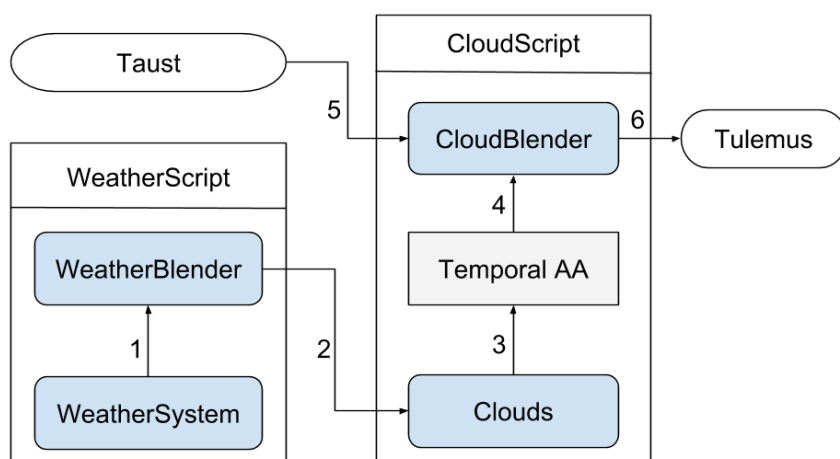 CloudScript
Taust
5
CloudBlender
6
Tulemus
WeatherScript
4
WeatherBlender
Temporal AA
1
2
3
WeatherSystem
Clouds